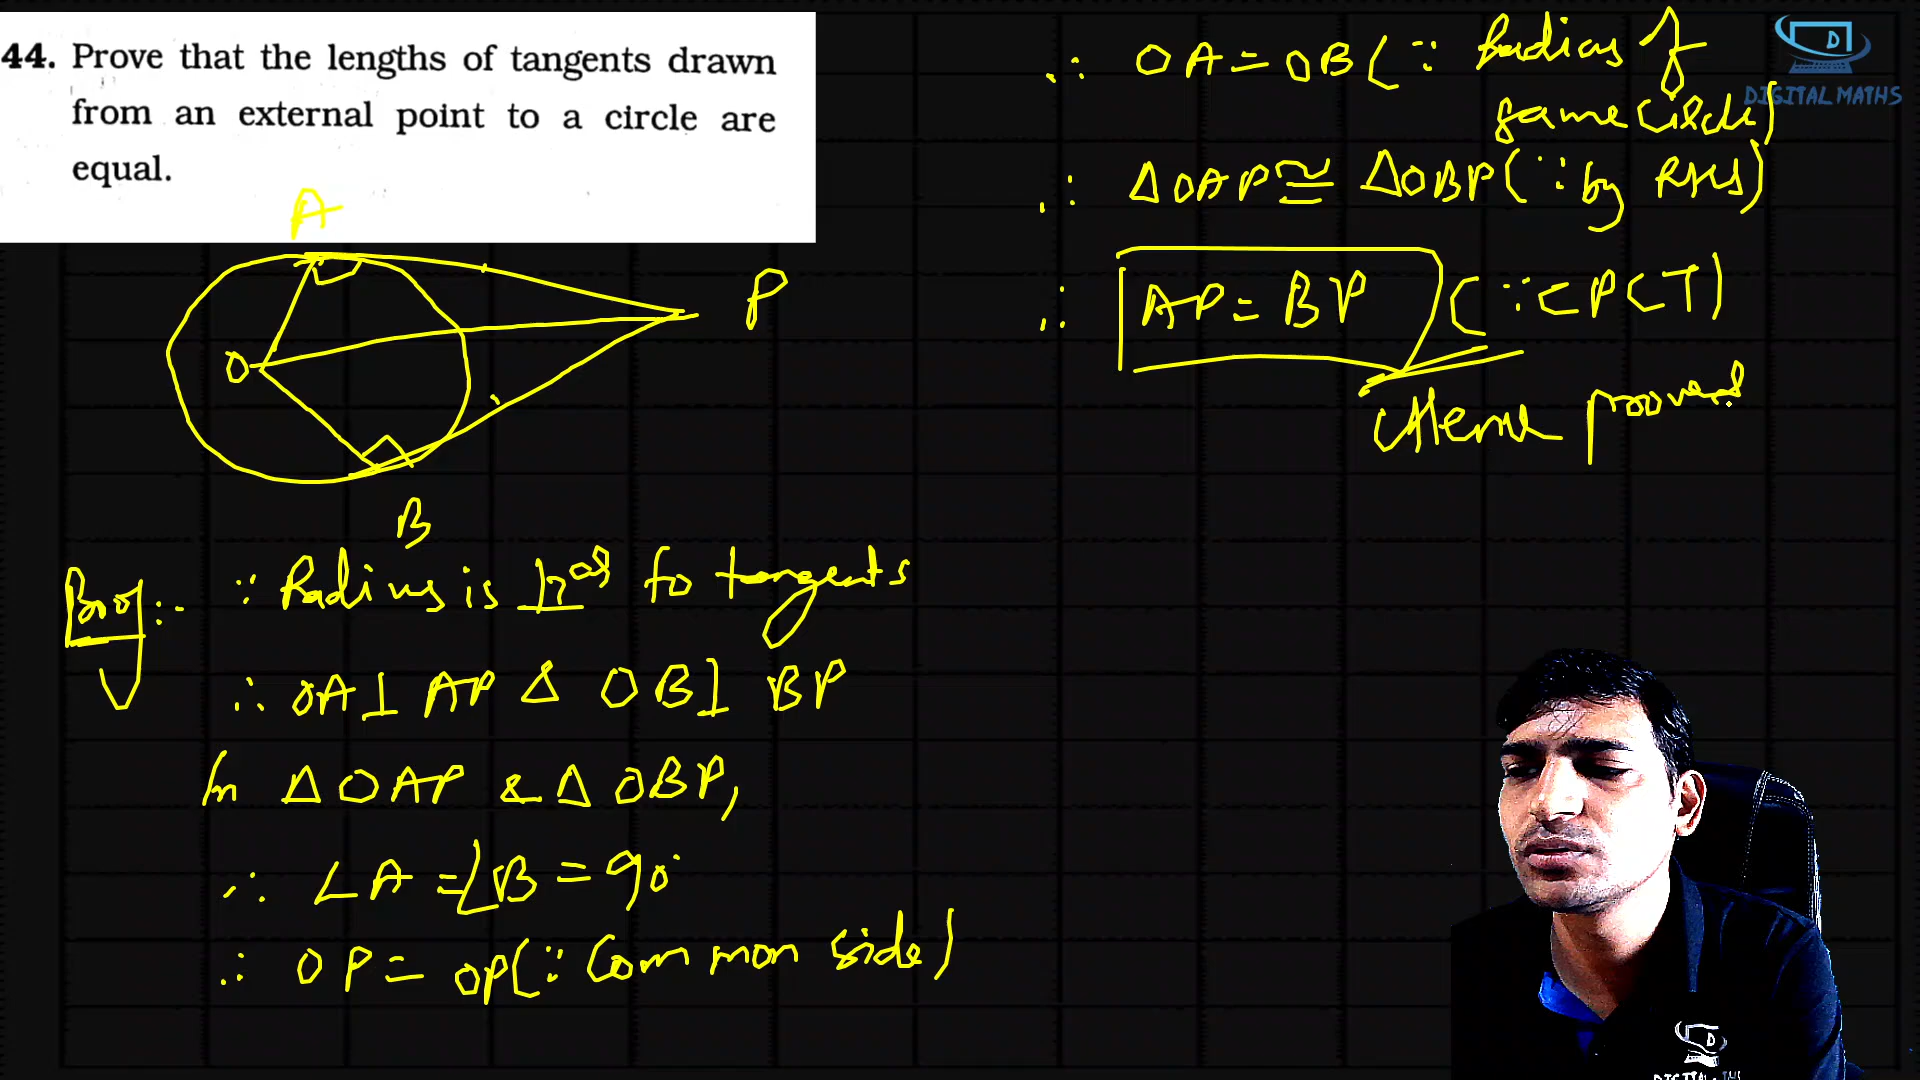 44. Prove that the lengths of tangents drawn
from an external point to a circle are
equal.
A
P
O
B
Proof:-
∵ Radius is ⊥ar to tangents
∴ OA ⊥ AP & OB ⊥ BP
In △OAP & △OBP,
∴ ∠A = ∠B = 90°
∴ OP = OP (∵ Common side)
∴ OA = OB (∵ Radius of
same circle)
∴ △OAP ≅ △OBP (∵ by RHS)
∴ AP = BP (∵ CPCT)
Hence prooved
D
DIGITAL MATHS
D